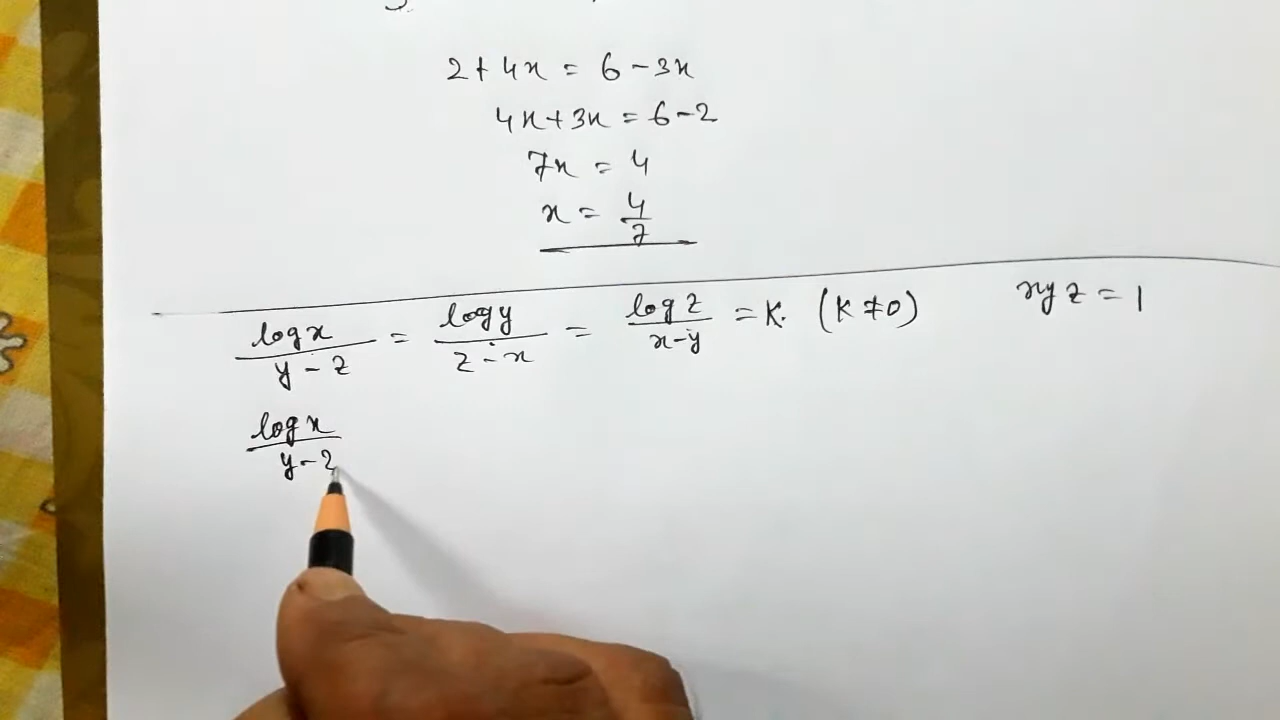 2 + 4x = 6 - 3x
4x + 3x = 6 - 2
7x = 4
x = 4/7
log x / y - z = log y / z - x = log z / x - y = K. (K ≠ 0) xyz = 1
log x / y - z